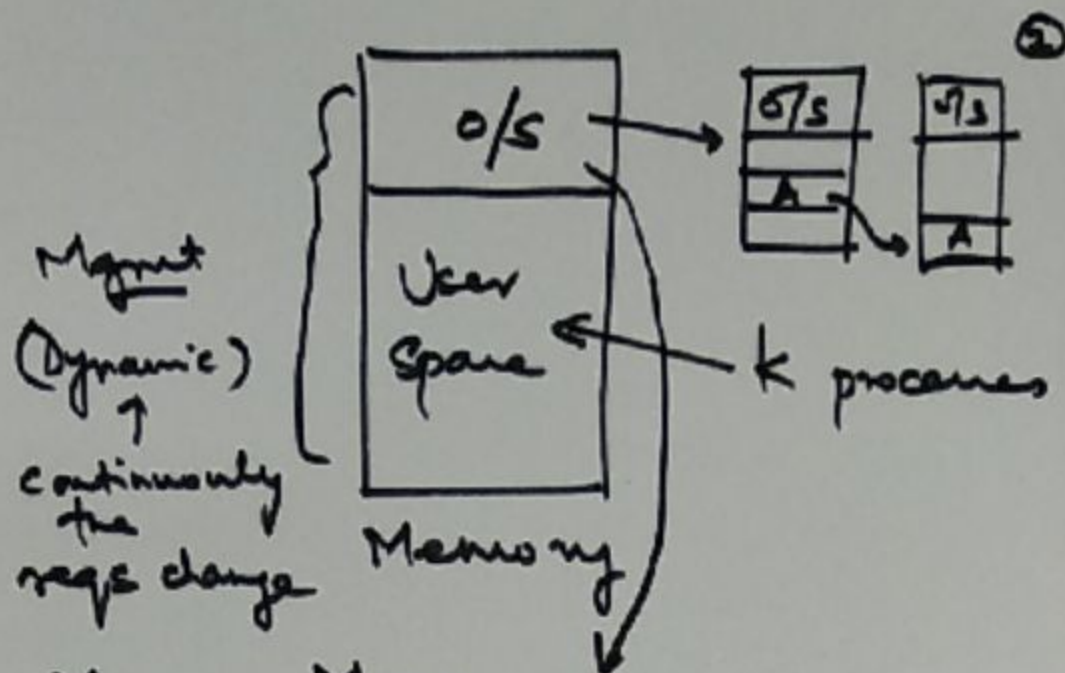 ②
O/S
O/S
O/S
A
A
Mgmt
(Dynamic)
User
Space
k processes
continuously
the
reqs change
Memory